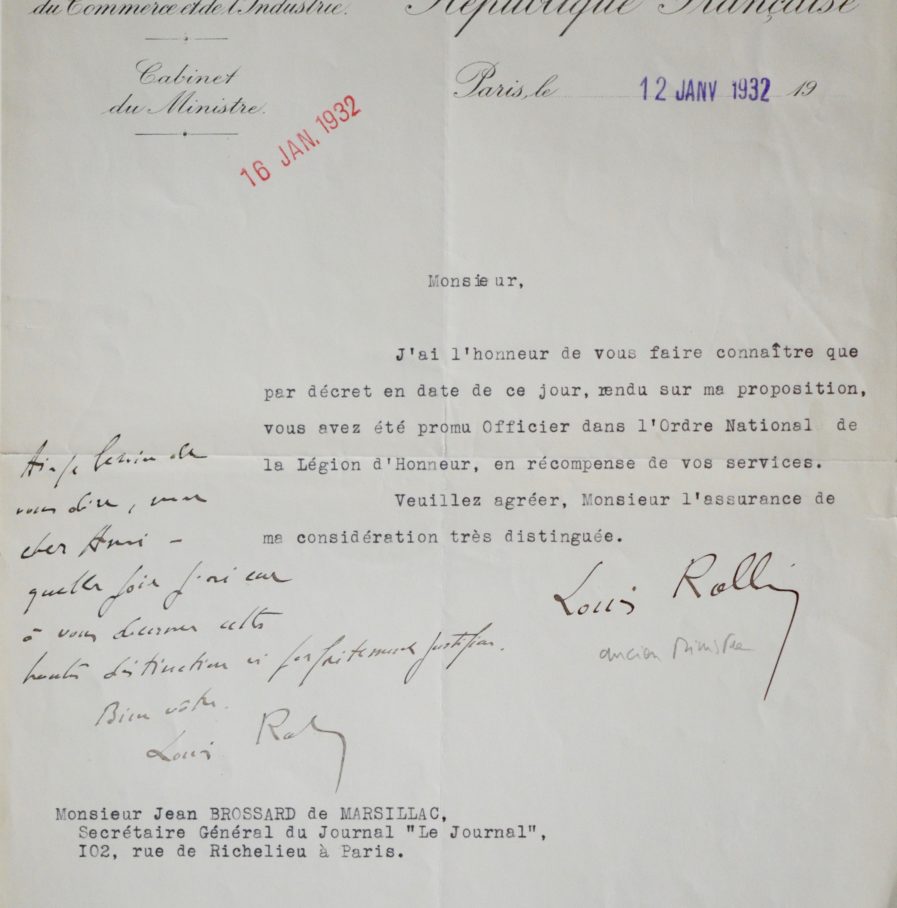 du Commerce et de l'Industrie.
République Française
Cabinet
du Ministre.
Paris, le 12 JANV 1932 19
16 JAN. 1932
Monsieur,
J'ai l'honneur de vous faire connaître que
par décret en date de ce jour, rendu sur ma proposition,
vous avez été promu Officier dans l'Ordre National de
la Légion d'Honneur, en récompense de vos services.
Veuillez agréer, Monsieur l'assurance de
ma considération très distinguée.
Louis Rollin
ancien Ministre
besoin de
vous dire, mon
cher Ami -
quelle joie j'ai eue
à vous décerner cette
haute distinction si parfaitement justifiée.
Bien vôtre.
Louis Rollin
Monsieur Jean BROSSARD de MARSILLAC,
Secrétaire Général du Journal "Le Journal",
I02, rue de Richelieu à Paris.